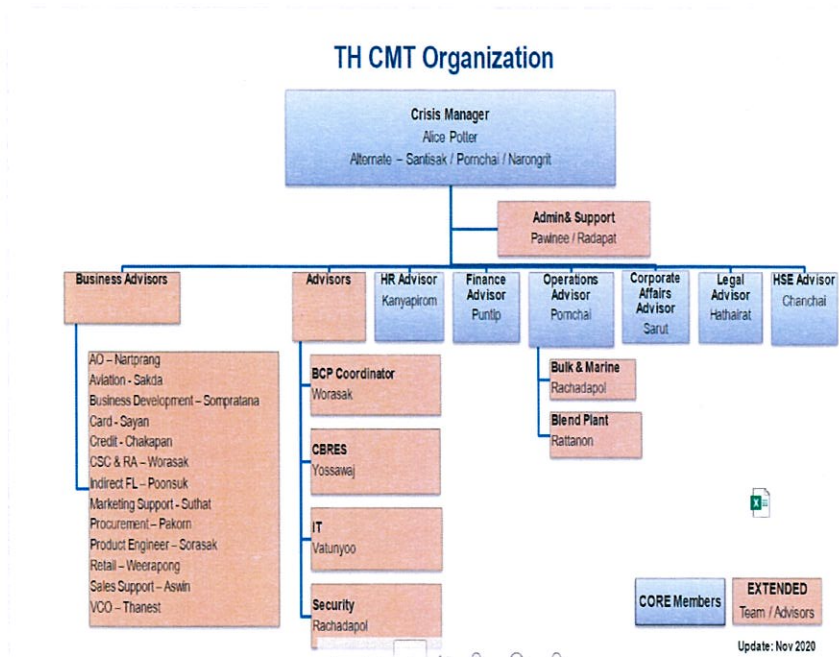 TH CMT Organization
Crisis Manager
Alice Potter
Alternate – Santisak / Pornchai / Narongrit
Admin& Support
Pawinee / Radapat
Business Advisors
AO – Nartprang
Aviation - Sakda
Business Development – Sompratana
Card - Sayan
Credit - Chakapan
CSC & RA – Worasak
Indirect FL – Poonsuk
Marketing Support - Suthat
Procurement – Pakorn
Product Engineer – Sorasak
Retail – Weerapong
Sales Support – Aswin
VCO – Thanest
Advisors
BCP Coordinator
Worasak
CBRES
Yossawaj
IT
Vatunyoo
Security
Rachadapol
HR Advisor
Kanyapirom
Finance
Advisor
Puntip
Operations
Advisor
Pornchai
Bulk & Marine
Rachadapol
Blend Plant
Rattanon
Corporate
Affairs
Advisor
Sarut
Legal
Advisor
Hathairat
HSE Advisor
Chanchai
CORE Members
EXTENDED
Team / Advisors
Update: Nov 2020